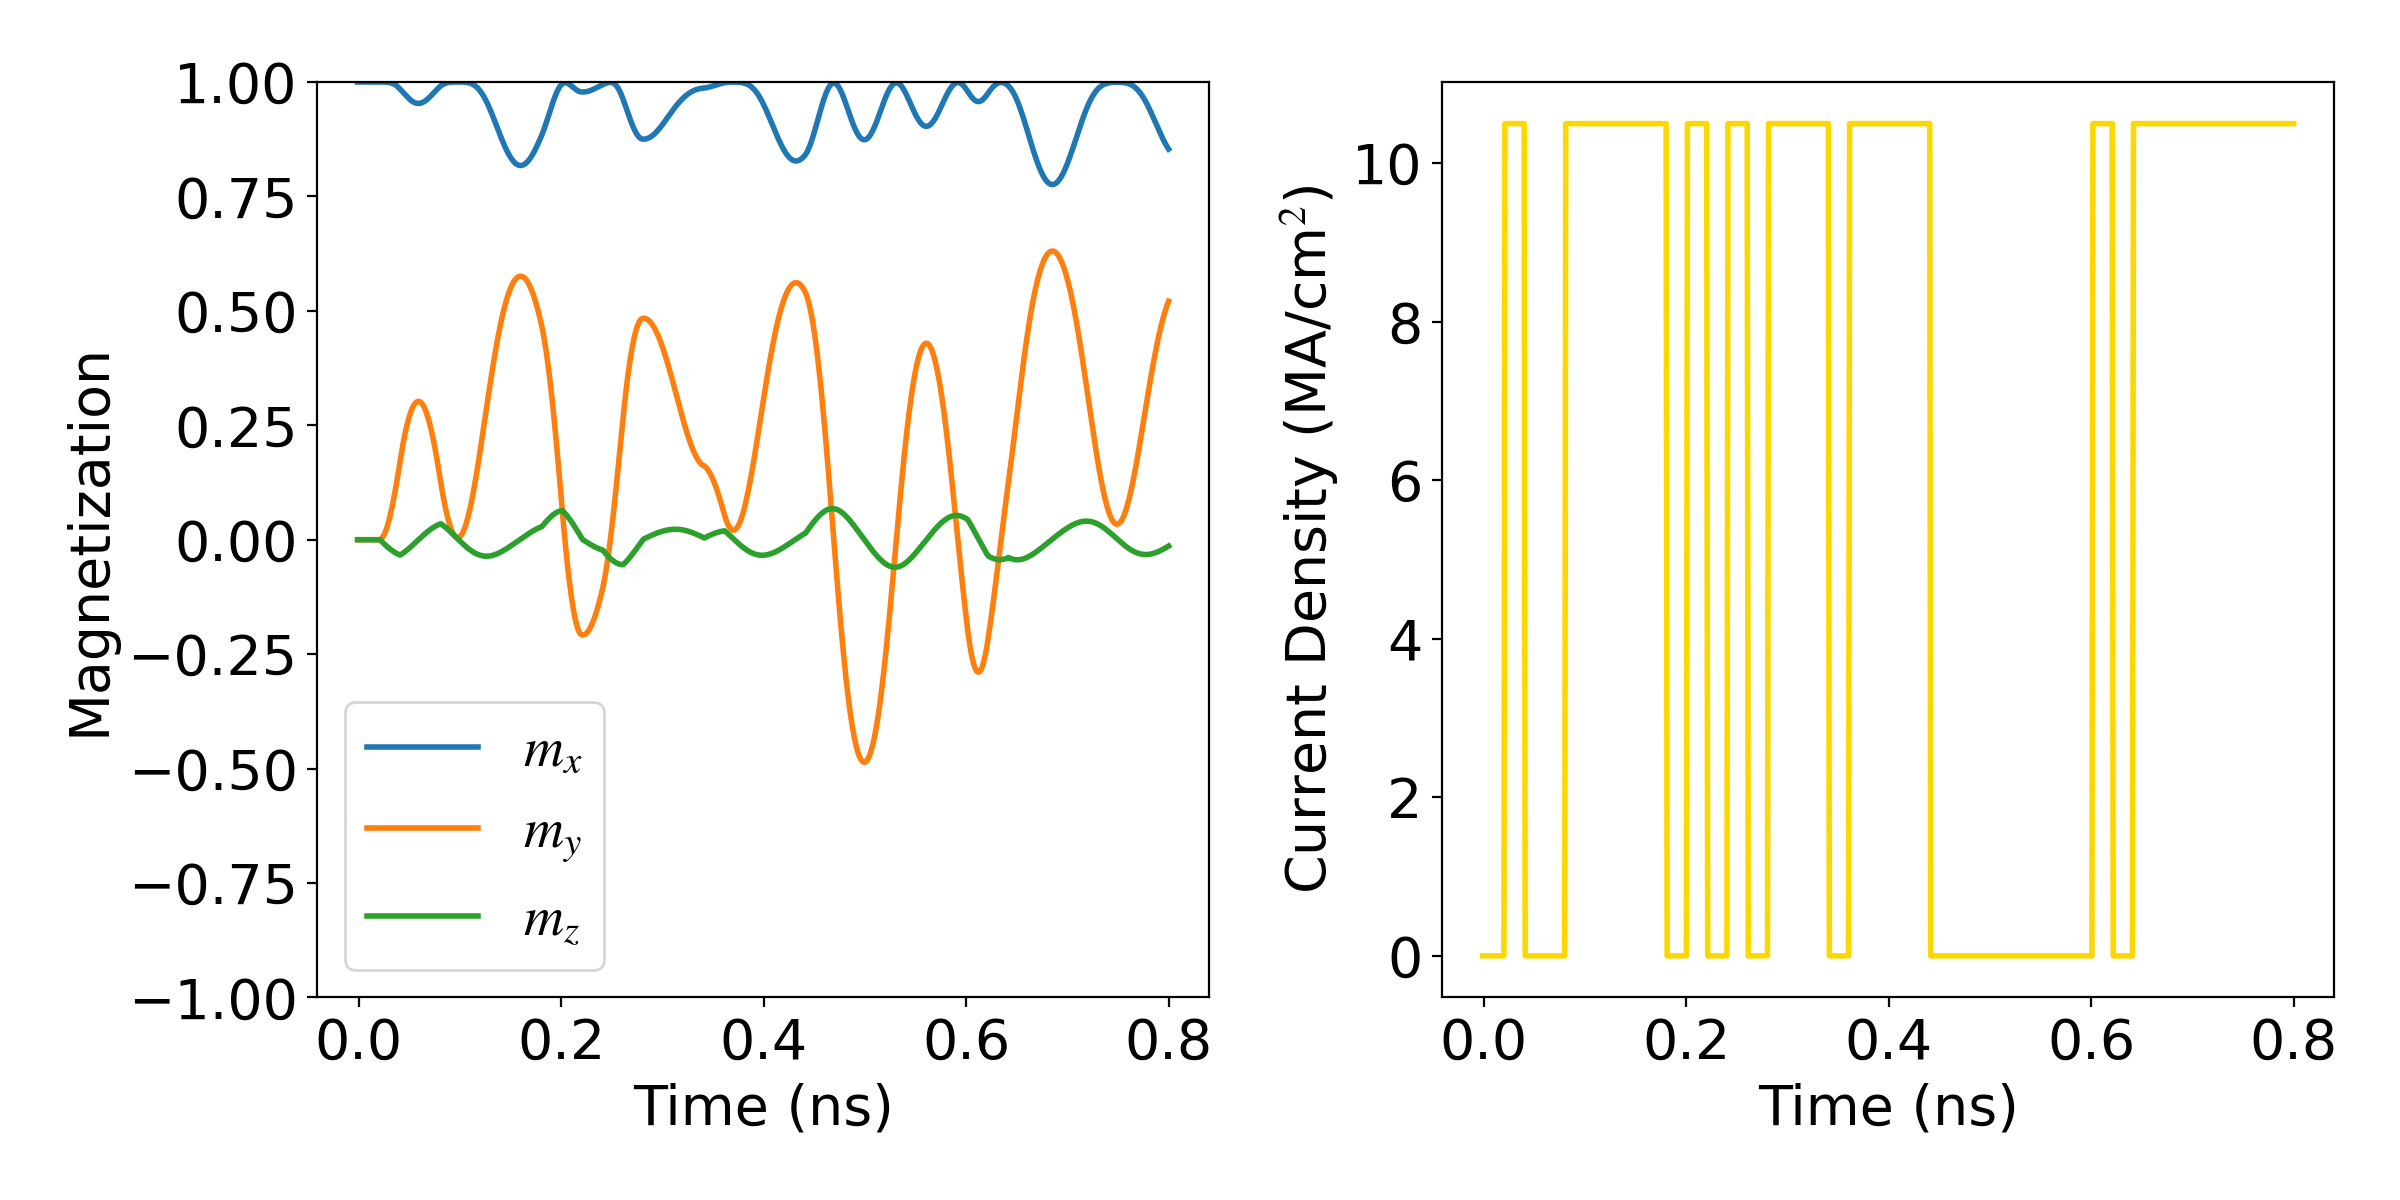 Magnetization
1.00
0.75
0.50
0.25
0.00
−0.25
−0.50
−0.75
−1.00
m_x
m_y
m_z
0.0 0.2 0.4 0.6 0.8
Time (ns)
Current Density (MA/cm²)
10
8
6
4
2
0
0.0 0.2 0.4 0.6 0.8
Time (ns)